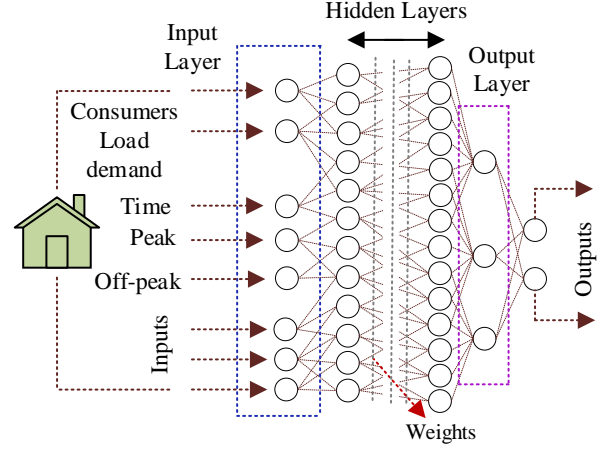 Hidden Layers
Input
Layer
Output
Layer
Consumers
Load
demand
Time
Peak
Off-peak
Inputs
Outputs
Weights